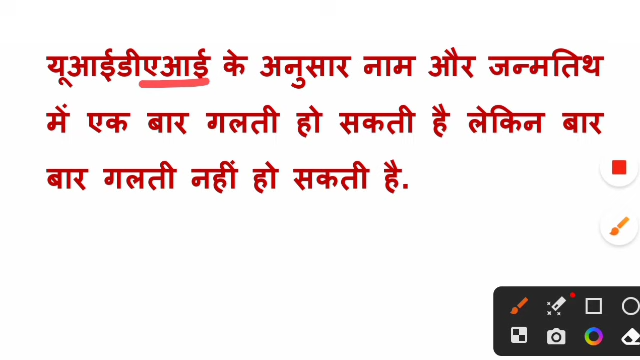 यूआईडीएआई के अनुसार नाम और जन्मतिथ
में एक बार गलती हो सकती है लेकिन बार
बार गलती नहीं हो सकती है.